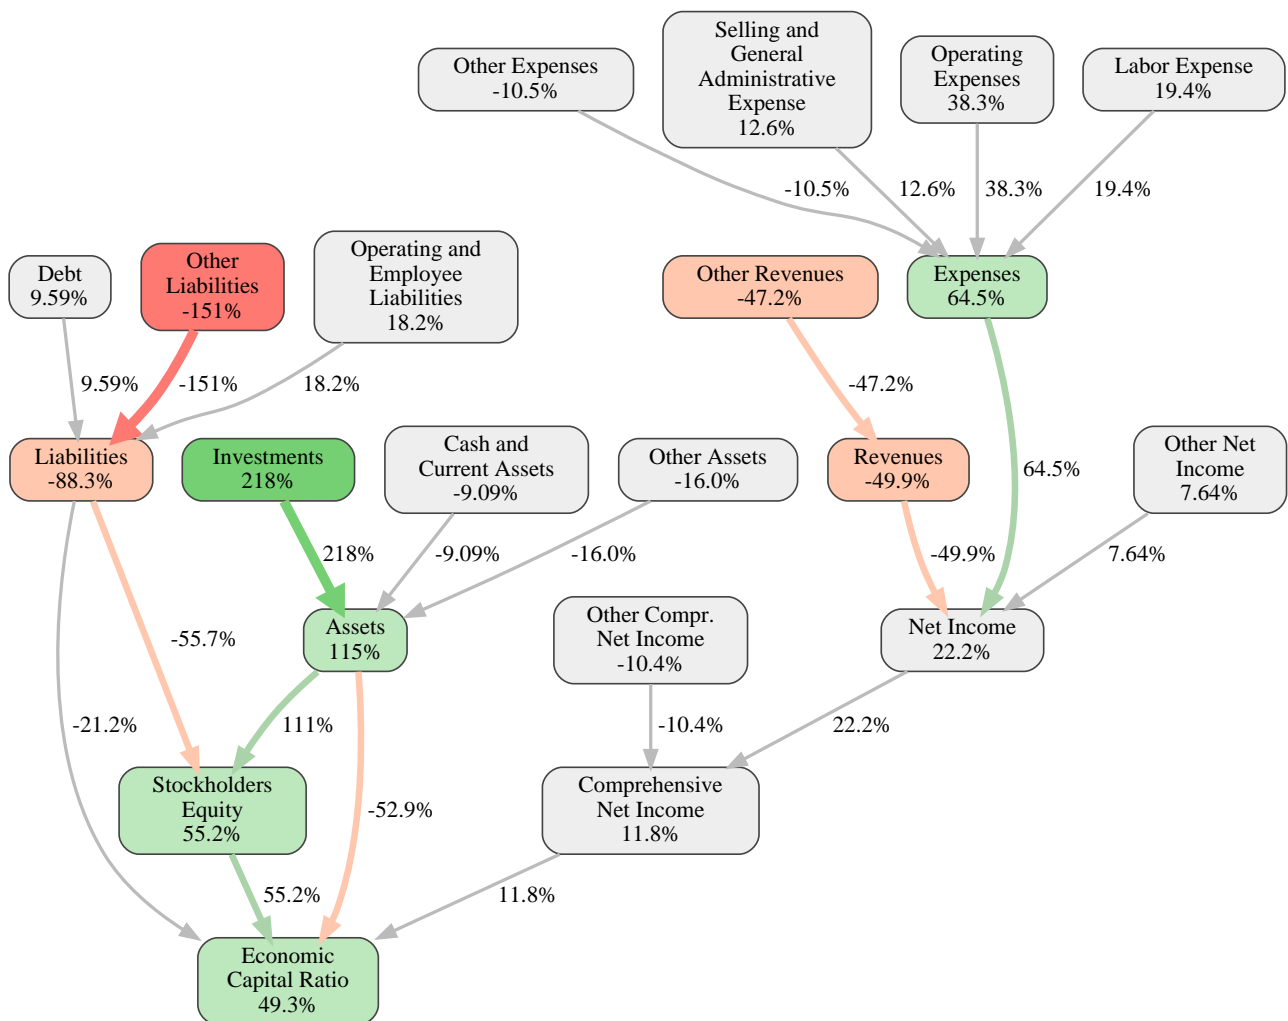 Other Expenses
-10.5%
Selling and
General
Administrative
Expense
12.6%
Operating
Expenses
38.3%
Labor Expense
19.4%
-10.5%
12.6%
38.3%
19.4%
Debt
9.59%
Other
Liabilities
-151%
Operating and
Employee
Liabilities
18.2%
Other Revenues
-47.2%
Expenses
64.5%
9.59%
-151%
18.2%
-47.2%
Liabilities
-88.3%
Investments
218%
Cash and
Current Assets
-9.09%
Other Assets
-16.0%
Revenues
-49.9%
64.5%
Other Net
Income
7.64%
218%
-9.09%
-16.0%
-49.9%
7.64%
-55.7%
Assets
115%
Other Compr.
Net Income
-10.4%
Net Income
22.2%
-21.2%
111%
-10.4%
22.2%
Stockholders
Equity
55.2%
-52.9%
Comprehensive
Net Income
11.8%
55.2%
11.8%
Economic
Capital Ratio
49.3%